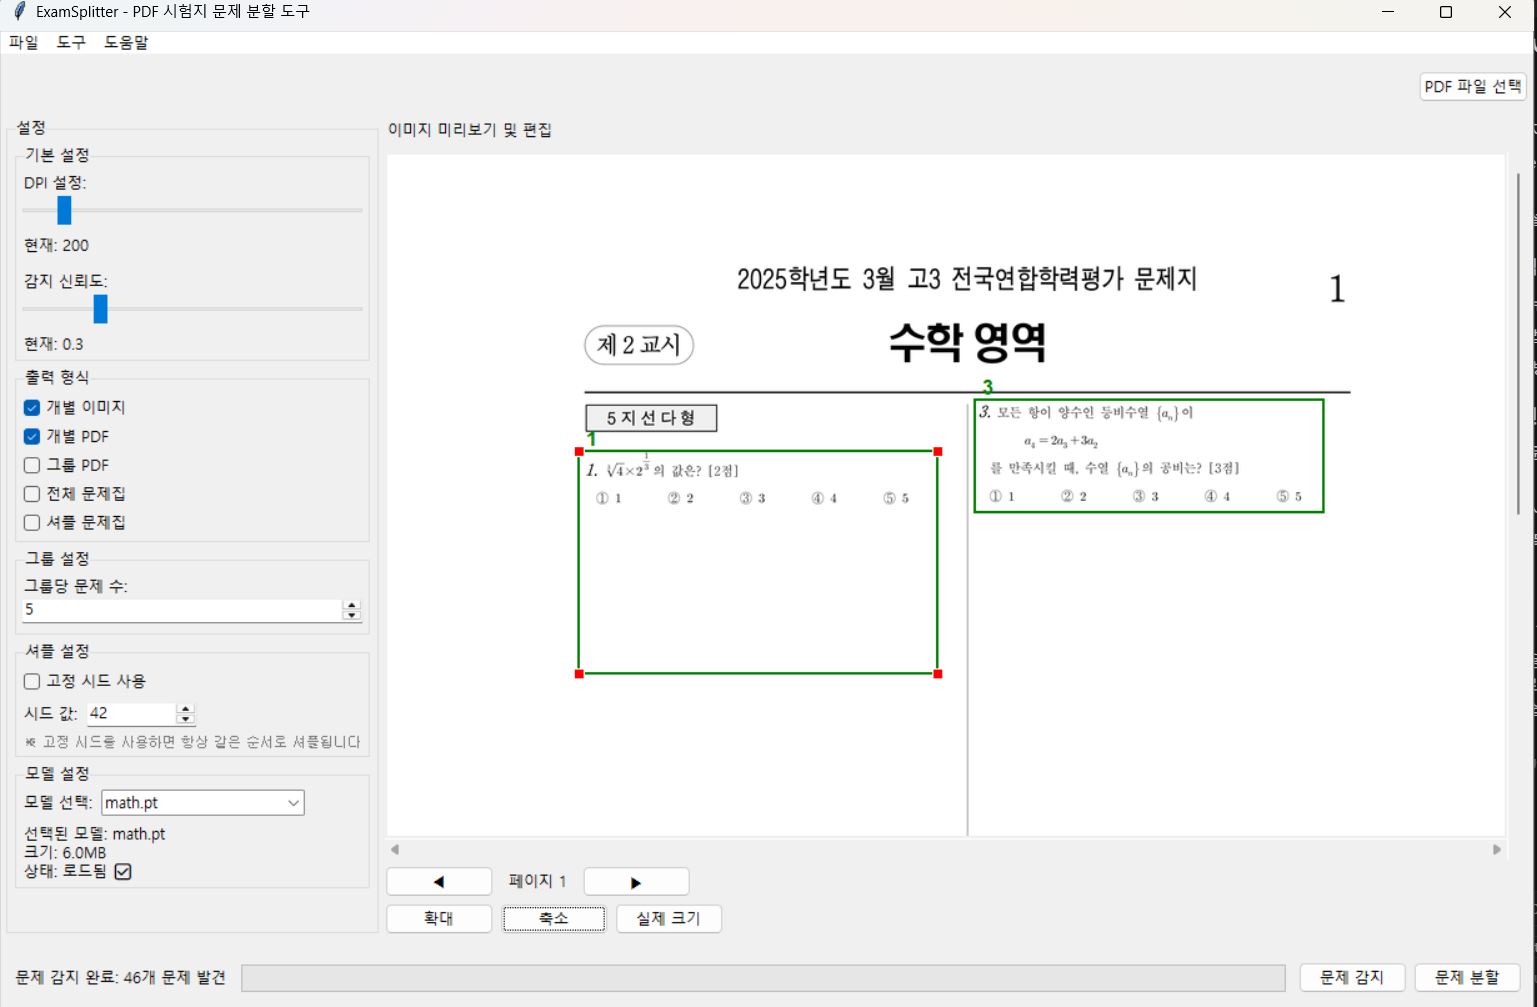 ExamSplitter - PDF 시험지 문제 분할 도구
파일 도구 도움말
PDF 파일 선택
설정
기본 설정
DPI 설정:
현재: 200
감지 신뢰도:
현재: 0.3
출력 형식
개별 이미지
개별 PDF
그룹 PDF
전체 문제집
셔플 문제집
그룹 설정
그룹당 문제 수:
5
셔플 설정
고정 시드 사용
시드 값: 42
※ 고정 시드를 사용하면 항상 같은 순서로 셔플됩니다
모델 설정
모델 선택: math.pt
선택된 모델: math.pt
크기: 6.0MB
상태: 로드됨
이미지 미리보기 및 편집
2025학년도 3월 고3 전국연합학력평가 문제지 1
제 2 교시 수학 영역
5지선다형
1
1. ∛4×2^(1/3) 의 값은? [2점]
① 1 ② 2 ③ 3 ④ 4 ⑤ 5
3
3. 모든 항이 양수인 등비수열 {aₙ}이
a₄ = 2a₃ + 3a₂
를 만족시킬 때, 수열 {aₙ}의 공비는? [3점]
① 1 ② 2 ③ 3 ④ 4 ⑤ 5
◀ 페이지 1 ▶
확대 축소 실제 크기
문제 감지 완료: 46개 문제 발견 문제 감지 문제 분할